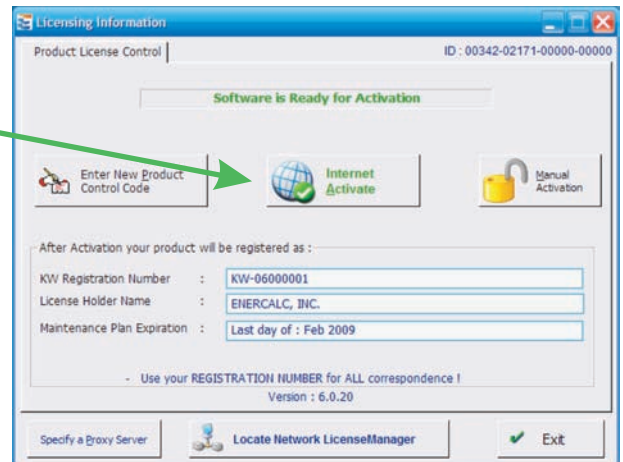 Licensing Information
Product License Control
ID : 00342-02171-00000-00000
Software is Ready for Activation
Enter New Product
Control Code
Internet
Activate
Manual
Activation
After Activation your product will be registered as :
KW Registration Number : KW-06000001
License Holder Name : ENERCALC, INC.
Maintenance Plan Expiration : Last day of : Feb 2009
- Use your REGISTRATION NUMBER for ALL correspondence !
Version : 6.0.20
Specify a Proxy Server
Locate Network LicenseManager
Exit